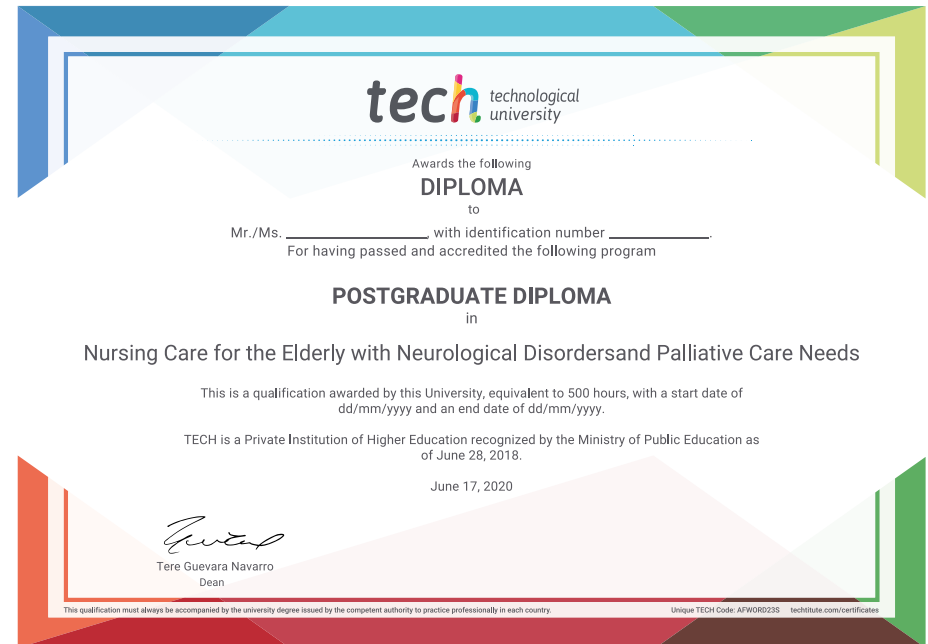 tech technological
university
Awards the following
DIPLOMA
to
Mr./Ms. ____________________, with identification number ______________.
For having passed and accredited the following program
POSTGRADUATE DIPLOMA
in
Nursing Care for the Elderly with Neurological Disordersand Palliative Care Needs
This is a qualification awarded by this University, equivalent to 500 hours, with a start date of
dd/mm/yyyy and an end date of dd/mm/yyyy.
TECH is a Private Institution of Higher Education recognized by the Ministry of Public Education as
of June 28, 2018.
June 17, 2020
Tere Guevara Navarro
Dean
This qualification must always be accompanied by the university degree issued by the competent authority to practice professionally in each country. Unique TECH Code: AFWORD23S techtitute.com/certificates